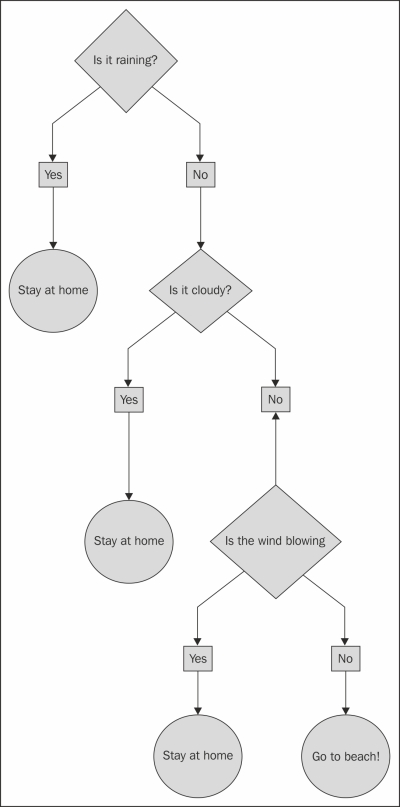 Is it raining?
Yes
No
Stay at home
Is it cloudy?
Yes
No
Stay at home
Is the wind blowing
Yes
No
Stay at home
Go to beach!